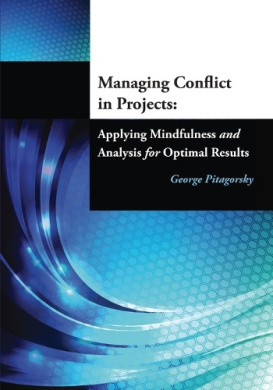 Managing Conflict
in Projects:
Applying Mindfulness and
Analysis for Optimal Results
George Pitagorsky